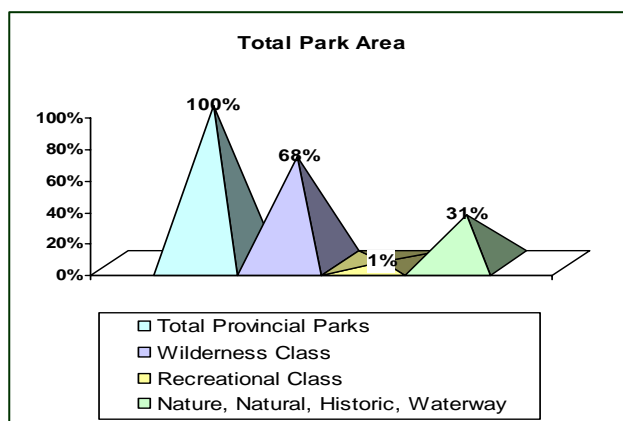 Total Park Area
100%
68%
31%
1%
100%
80%
60%
40%
20%
0%
Total Provincial Parks
Wilderness Class
Recreational Class
Nature, Natural, Historic, Waterway